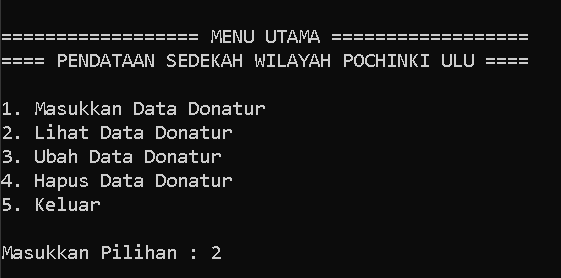 ================== MENU UTAMA ==================
==== PENDATAAN SEDEKAH WILAYAH POCHINKI ULU ====
1. Masukkan Data Donatur
2. Lihat Data Donatur
3. Ubah Data Donatur
4. Hapus Data Donatur
5. Keluar
Masukkan Pilihan : 2